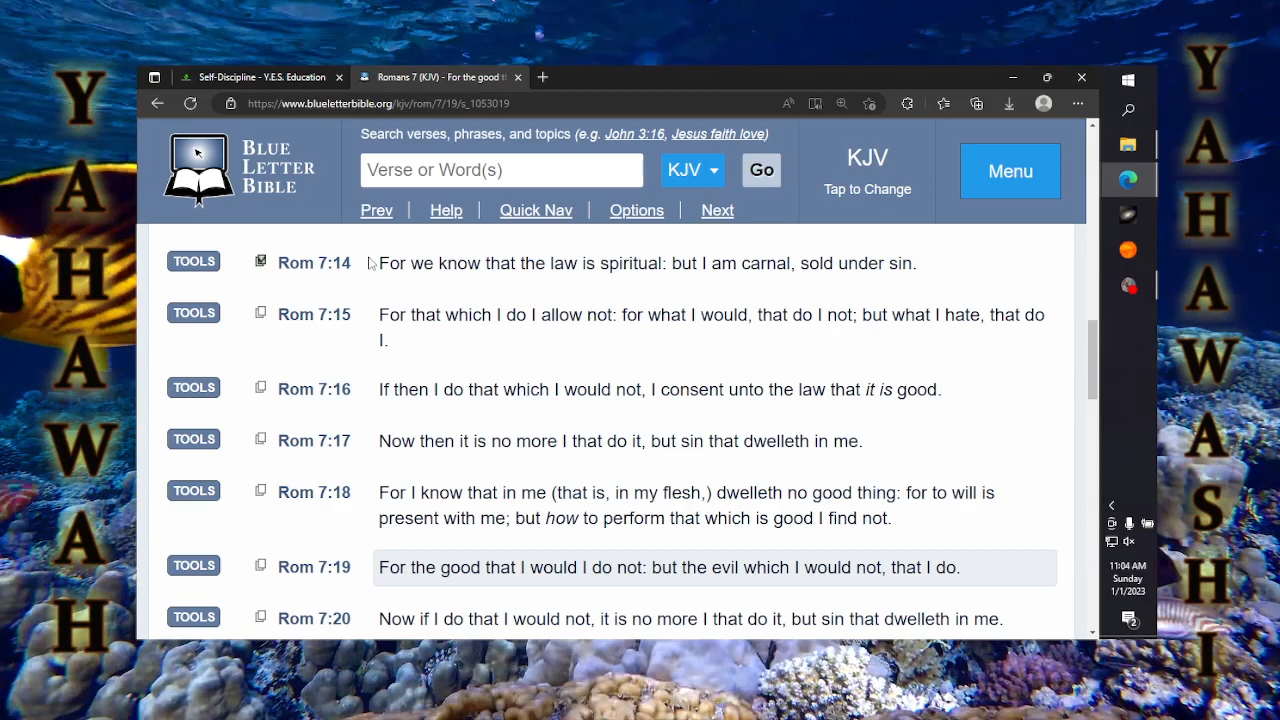 YAHAWAH
Self-Discipline - Y.E.S. Education
Romans 7 (KJV) - For the good t
https://www.blueletterbible.org/kjv/rom/7/19/s_1053019
BLUE
LETTER
BIBLE
Search verses, phrases, and topics (e.g. John 3:16, Jesus faith love)
Verse or Word(s)
KJV
Go
Prev
Help
Quick Nav
Options
Next
KJV
Tap to Change
Menu
TOOLS Rom 7:14 For we know that the law is spiritual: but I am carnal, sold under sin.
TOOLS Rom 7:15 For that which I do I allow not: for what I would, that do I not; but what I hate, that do
I.
TOOLS Rom 7:16 If then I do that which I would not, I consent unto the law that it is good.
TOOLS Rom 7:17 Now then it is no more I that do it, but sin that dwelleth in me.
TOOLS Rom 7:18 For I know that in me (that is, in my flesh,) dwelleth no good thing: for to will is
present with me; but how to perform that which is good I find not.
TOOLS Rom 7:19 For the good that I would I do not: but the evil which I would not, that I do.
TOOLS Rom 7:20 Now if I do that I would not, it is no more I that do it, but sin that dwelleth in me.
11:04 AM
Sunday
1/1/2023
2
YAHAWASHI